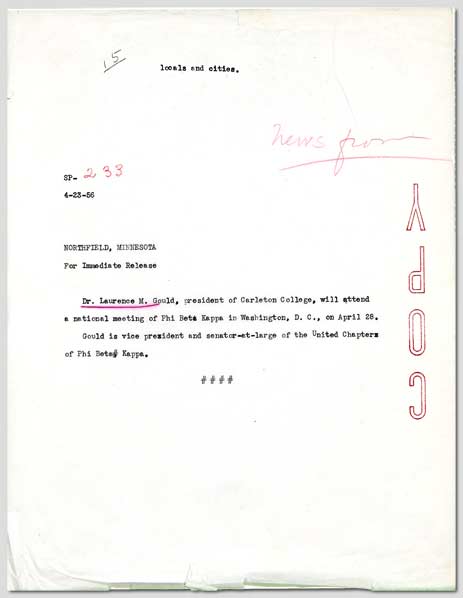 15
locals and cities.
News from
SP- 233
4-23-56
NORTHFIELD, MINNESOTA
For Immediate Release
Dr. Laurence M. Gould, president of Carleton College, will attend
a national meeting of Phi Beta Kappa in Washington, D. C., on April 28.
Gould is vice president and senator-at-large of the United Chapters
of Phi Beta# Kappa.
####
COPY